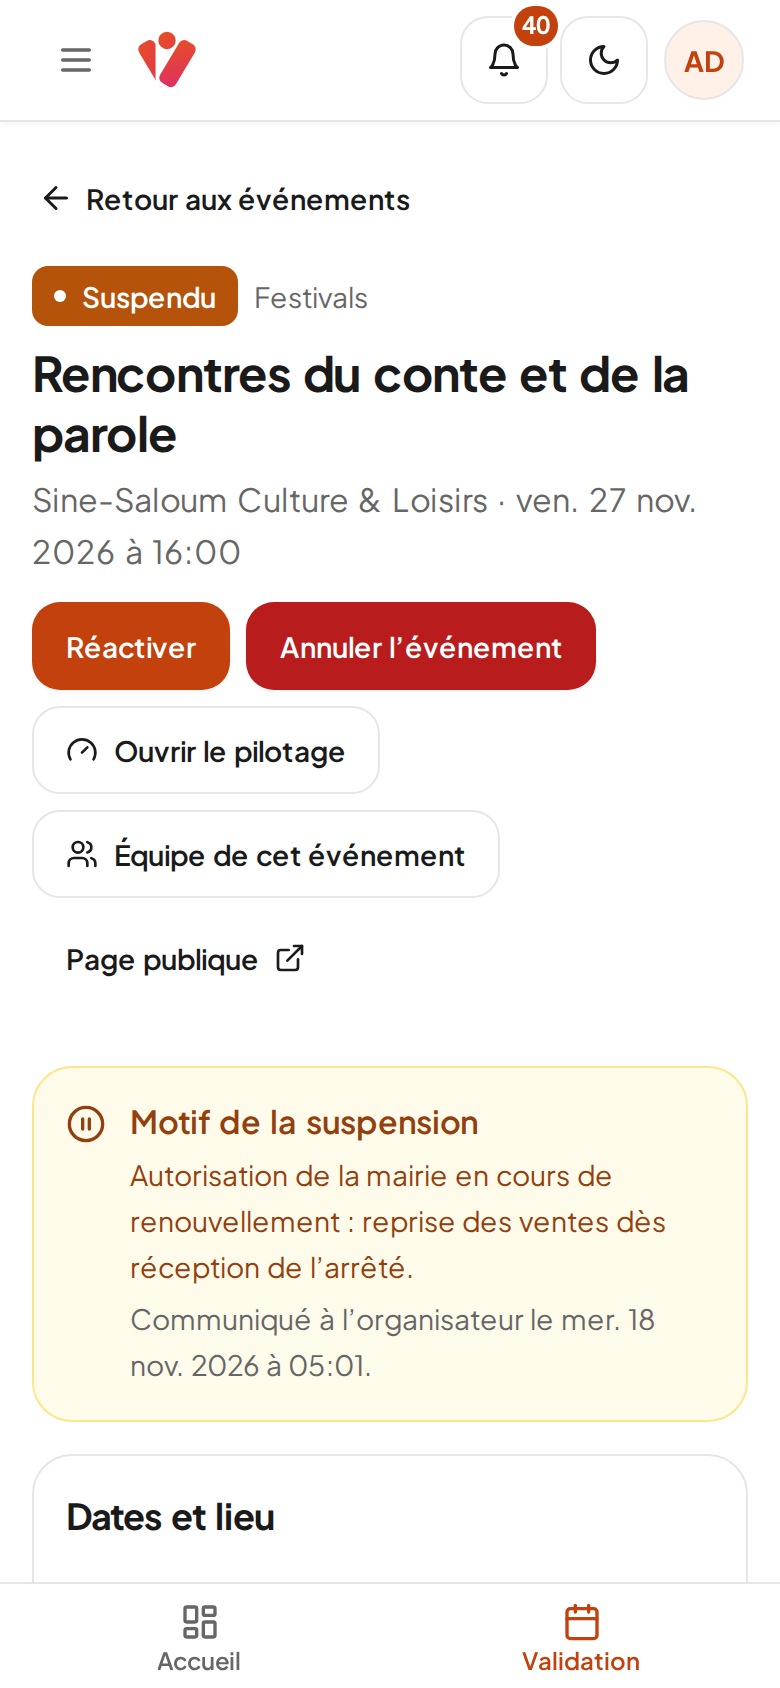 40
AD
Retour aux événements
Suspendu
Festivals
Rencontres du conte et de la
parole
Sine-Saloum Culture & Loisirs · ven. 27 nov.
2026 à 16:00
Réactiver
Annuler l’événement
Ouvrir le pilotage
Équipe de cet événement
Page publique
Motif de la suspension
Autorisation de la mairie en cours de
renouvellement : reprise des ventes dès
réception de l’arrêté.
Communiqué à l’organisateur le mer. 18
nov. 2026 à 05:01.
Dates et lieu
Accueil
Validation